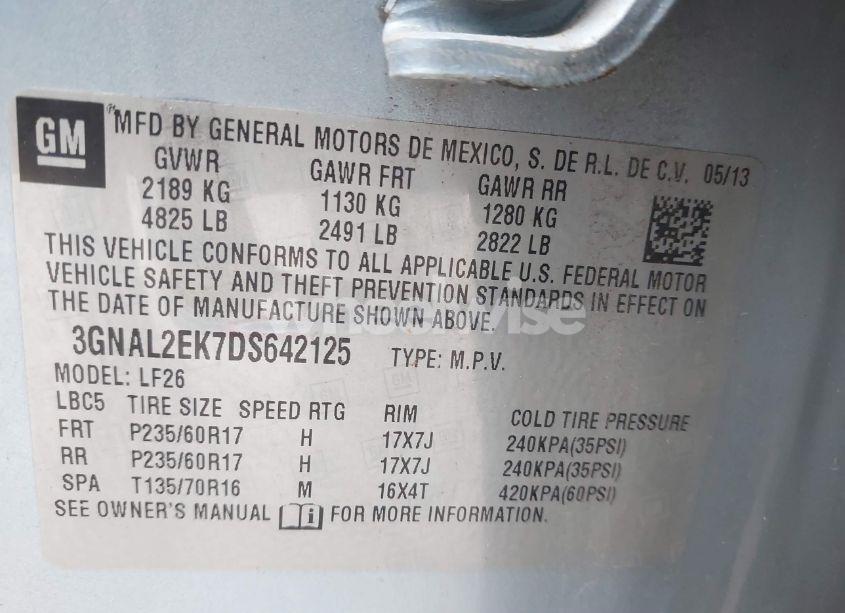 GM MFD BY GENERAL MOTORS DE MEXICO, S. DE R.L. DE C.V. 05/13
GVWR GAWR FRT GAWR RR
2189 KG 1130 KG 1280 KG
4825 LB 2491 LB 2822 LB
THIS VEHICLE CONFORMS TO ALL APPLICABLE U.S. FEDERAL MOTOR
VEHICLE SAFETY AND THEFT PREVENTION STANDARDS IN EFFECT ON
THE DATE OF MANUFACTURE SHOWN ABOVE.
3GNAL2EK7DS642125 TYPE: M.P.V.
MODEL: LF26
LBC5 TIRE SIZE SPEED RTG RIM COLD TIRE PRESSURE
FRT P235/60R17 H 17X7J 240KPA(35PSI)
RR P235/60R17 H 17X7J 240KPA(35PSI)
SPA T135/70R16 M 16X4T 420KPA(60PSI)
SEE OWNER'S MANUAL i FOR MORE INFORMATION.